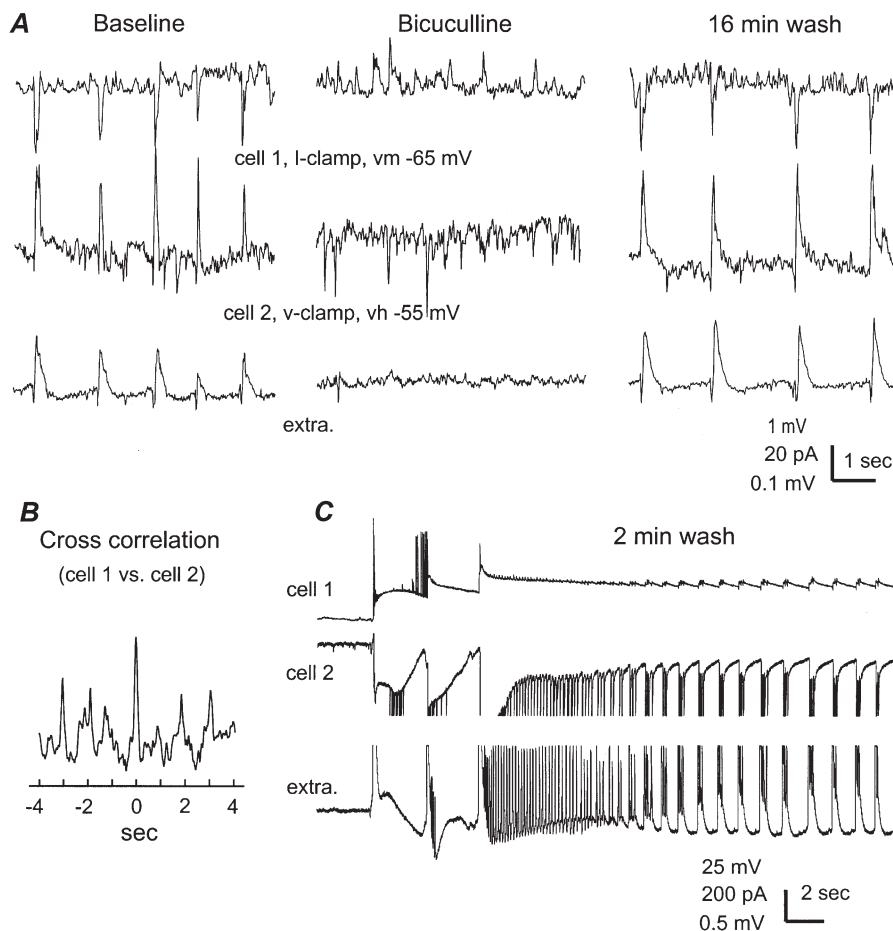 A
Baseline
Bicuculline
16 min wash
cell 1, I-clamp, vm -65 mV
cell 2, v-clamp, vh -55 mV
extra.
1 mV
20 pA
0.1 mV
1 sec
B
Cross correlation
(cell 1 vs. cell 2)
-4 -2 0 2 4
sec
C
2 min wash
cell 1
cell 2
extra.
25 mV
200 pA
0.5 mV
2 sec